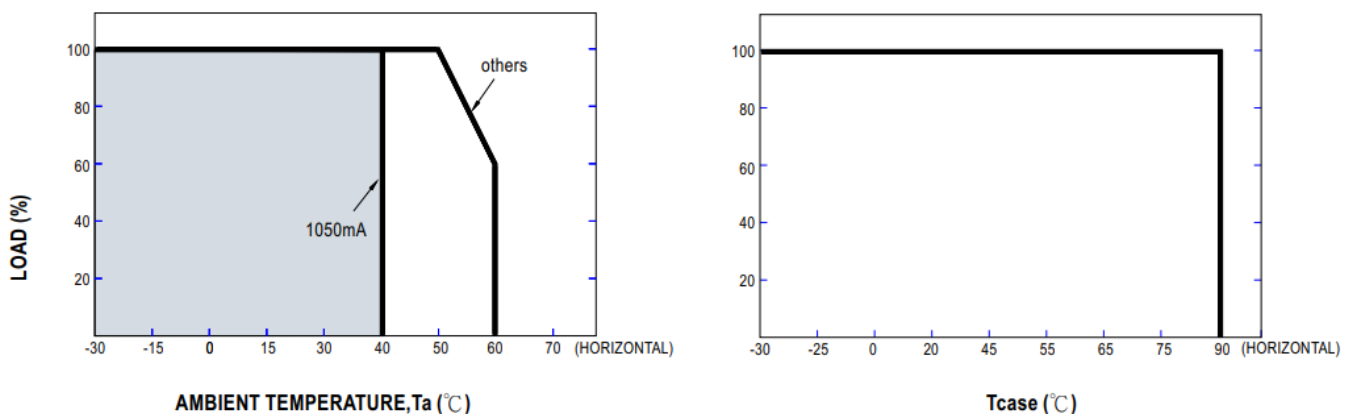 100
80
60
40
20
LOAD (%)
others
1050mA
-30 -15 0 15 30 40 50 60 70 (HORIZONTAL)
AMBIENT TEMPERATURE,Ta (℃)
100
80
60
40
20
-30 -25 0 20 45 55 65 75 90 (HORIZONTAL)
Tcase (℃)